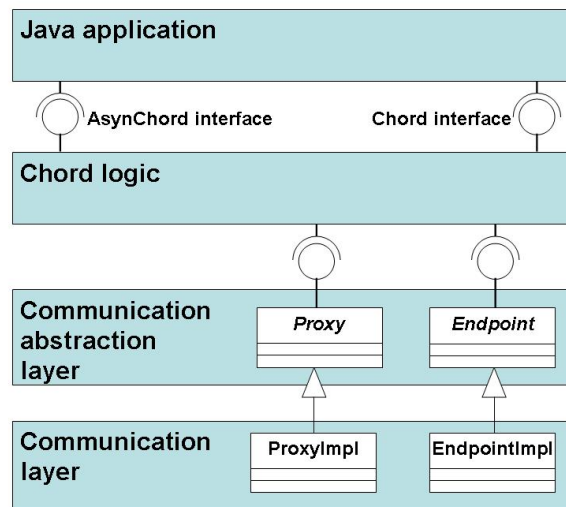 Java application
AsynChord interface
Chord interface
Chord logic
Communication
abstraction
layer
Proxy
Endpoint
Communication
layer
ProxyImpl
EndpointImpl